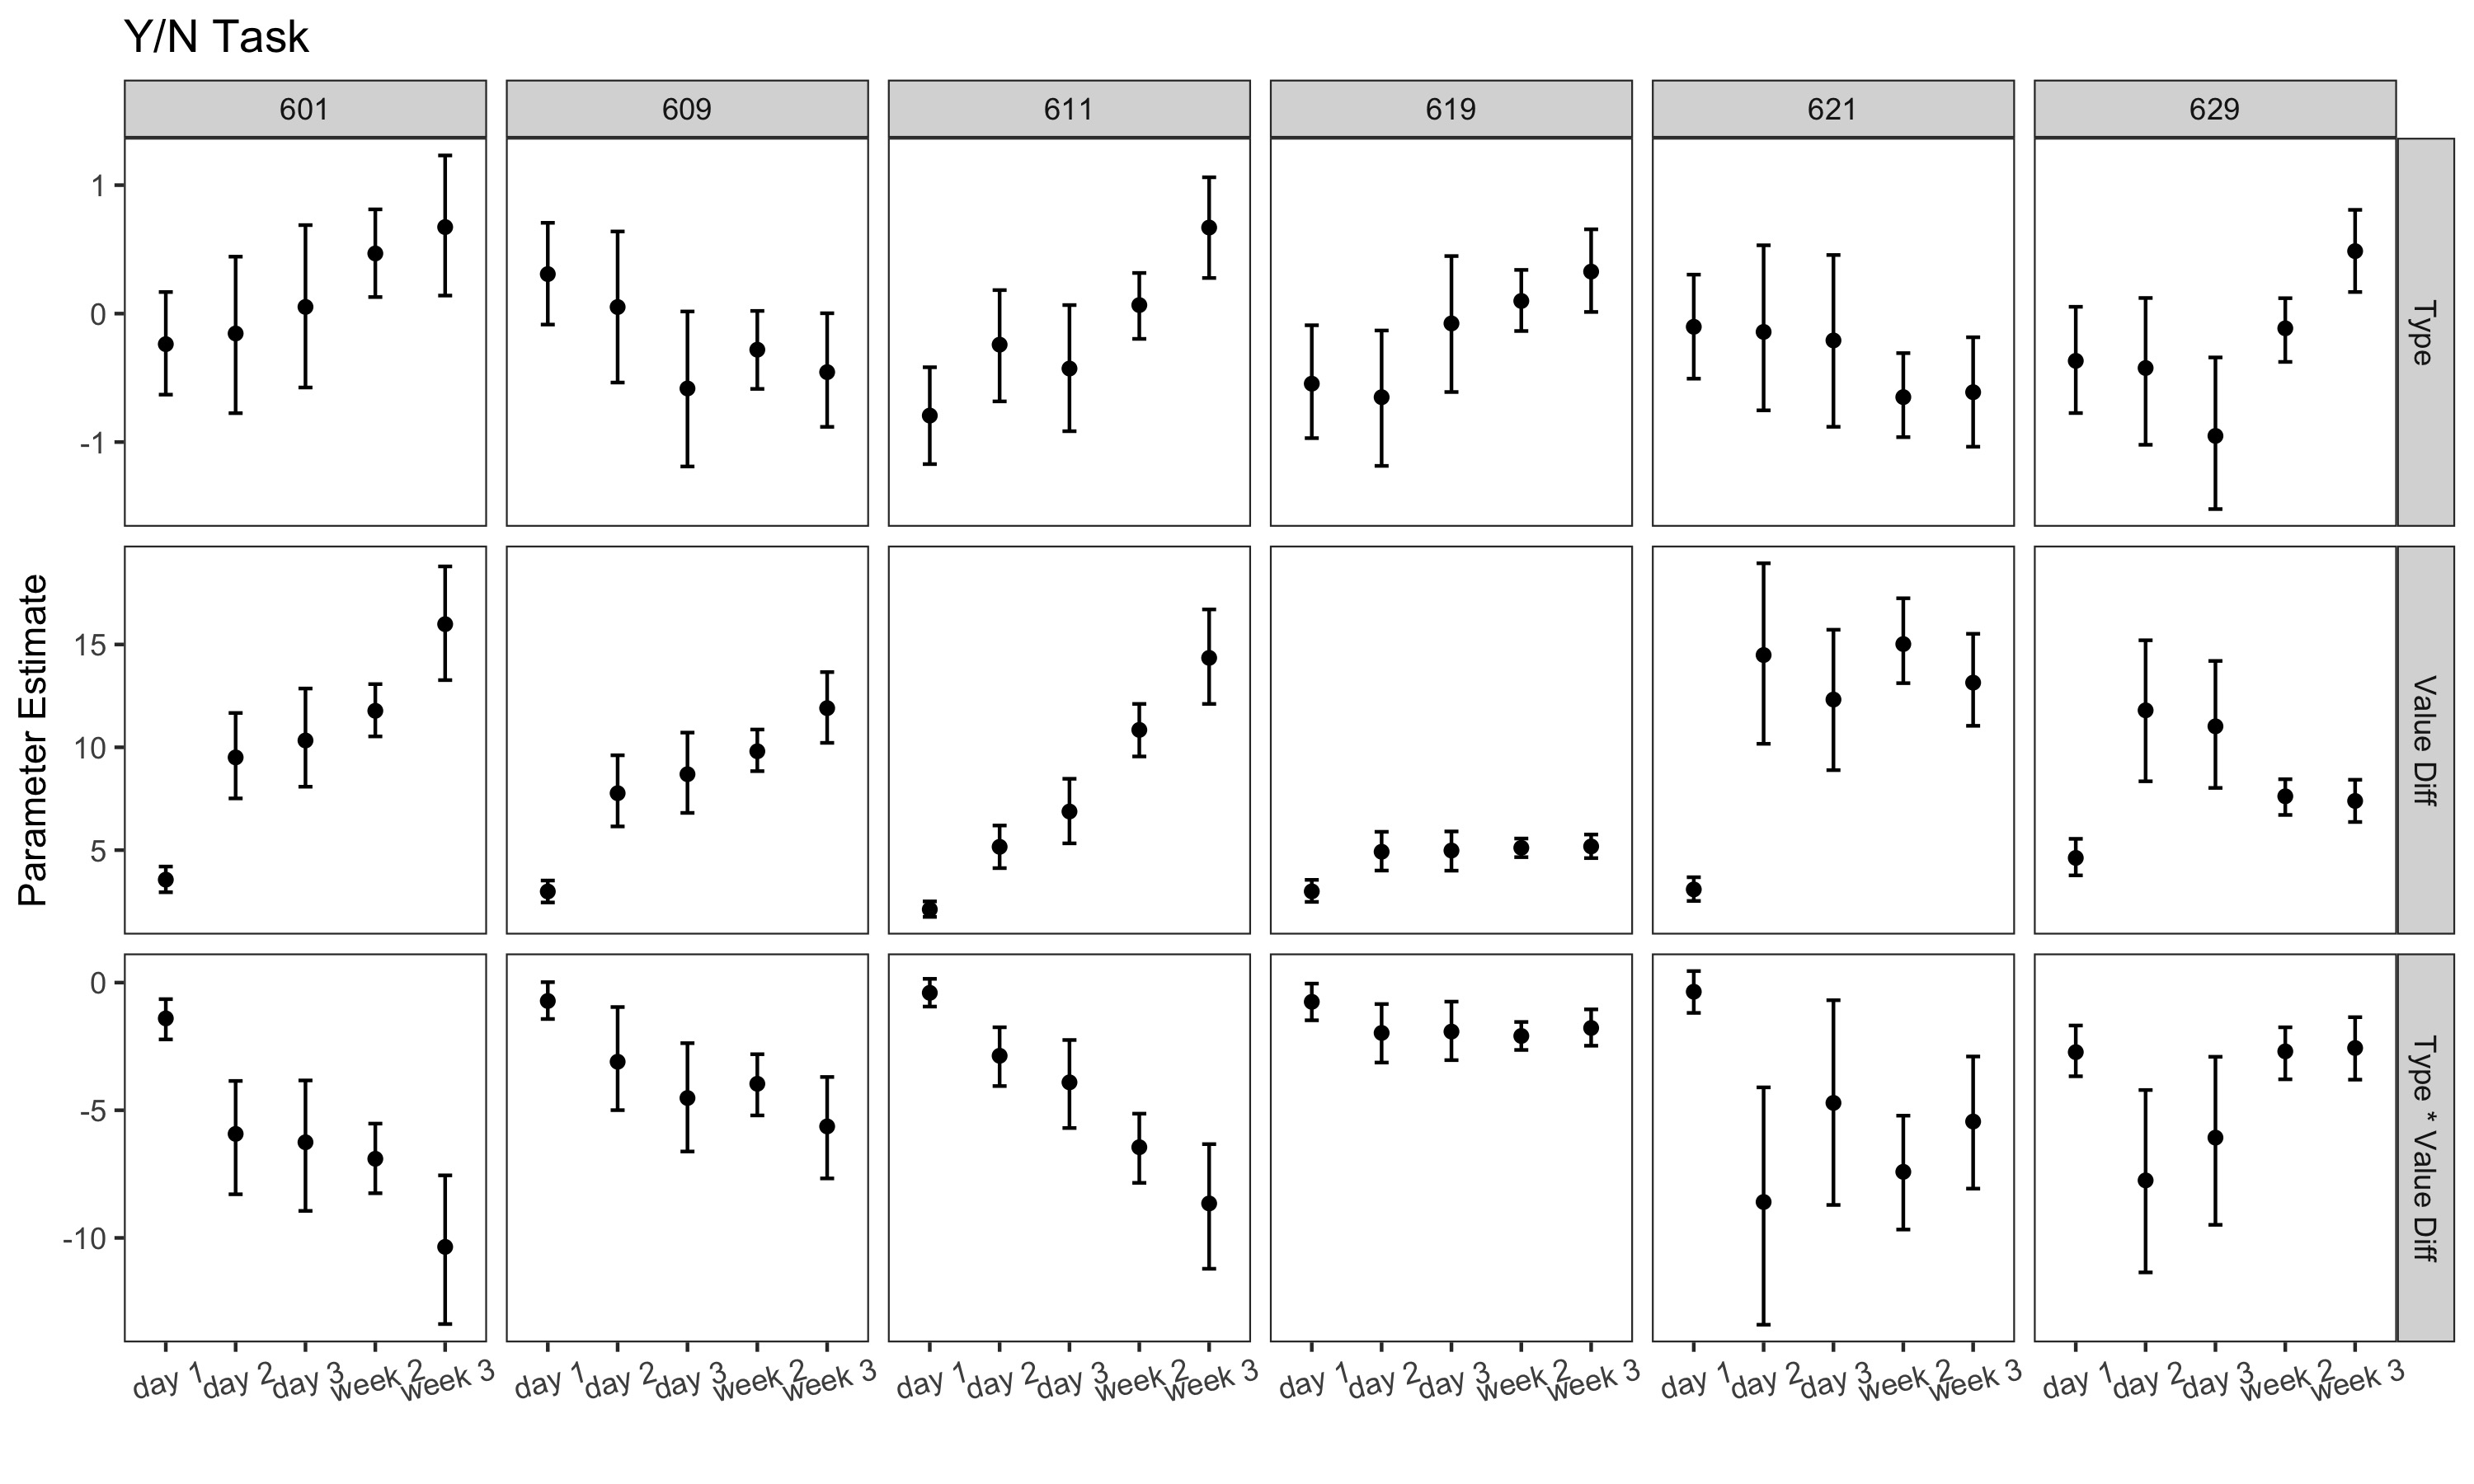 Y/N Task
601 609 611 619 621 629
1
0
-1
Type
Parameter Estimate
15
10
5
Value Diff
0
-5
-10
Type * Value Diff
day 1 day 2 day 3 week 2 week 3 day 1 day 2 day 3 week 2 week 3 day 1 day 2 day 3 week 2 week 3 day 1 day 2 day 3 week 2 week 3 day 1 day 2 day 3 week 2 week 3 day 1 day 2 day 3 week 2 week 3